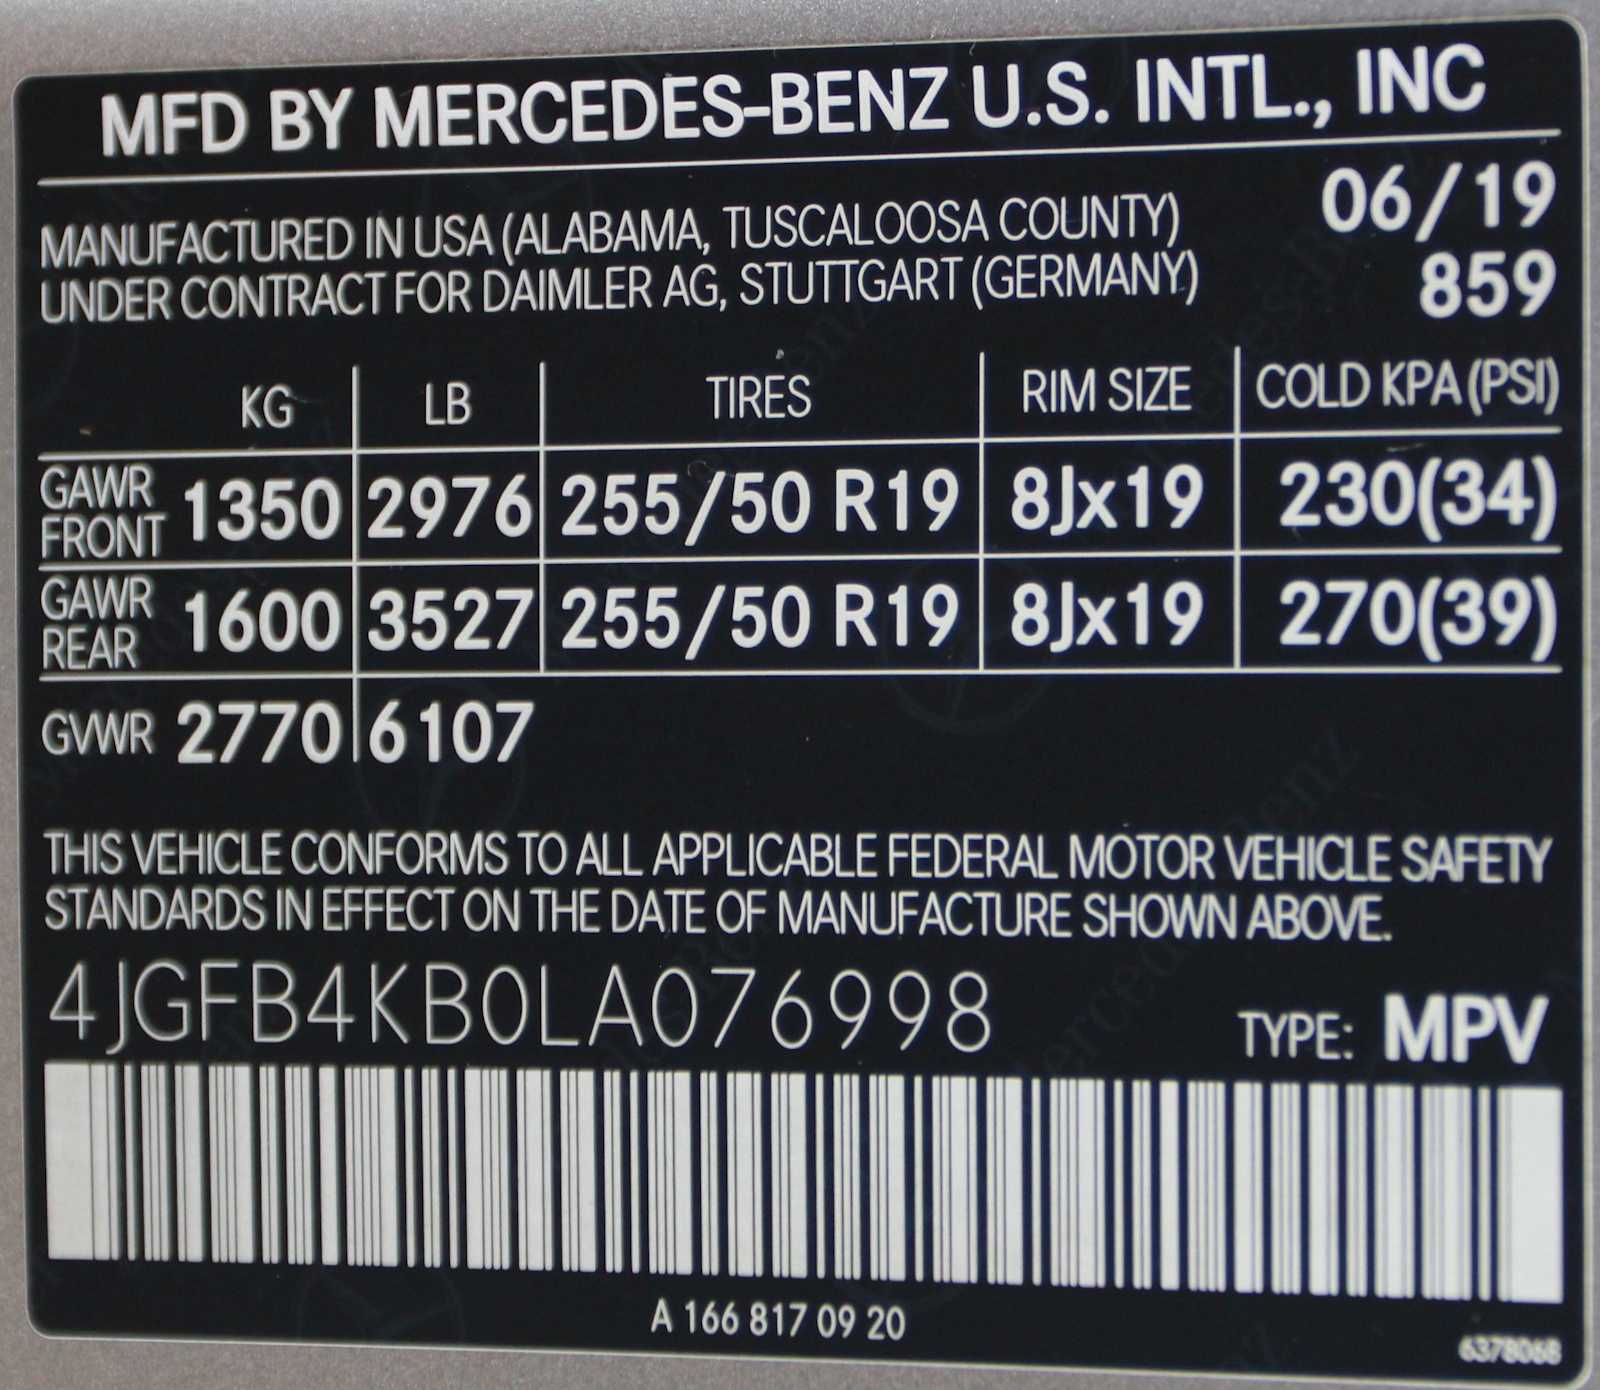 MFD BY MERCEDES-BENZ U.S. INTL., INC
06/19
MANUFACTURED IN USA (ALABAMA, TUSCALOOSA COUNTY)
UNDER CONTRACT FOR DAIMLER AG, STUTTGART (GERMANY)
859
KG LB TIRES RIM SIZE COLD KPA (PSI)
GAWR FRONT 1350 2976 255/50 R19 8Jx19 230(34)
GAWR REAR 1600 3527 255/50 R19 8Jx19 270(39)
GVWR 2770 6107
THIS VEHICLE CONFORMS TO ALL APPLICABLE FEDERAL MOTOR VEHICLE SAFETY
STANDARDS IN EFFECT ON THE DATE OF MANUFACTURE SHOWN ABOVE.
4JGFB4KB0LA076998
TYPE: MPV
A 166 817 09 20
6378068